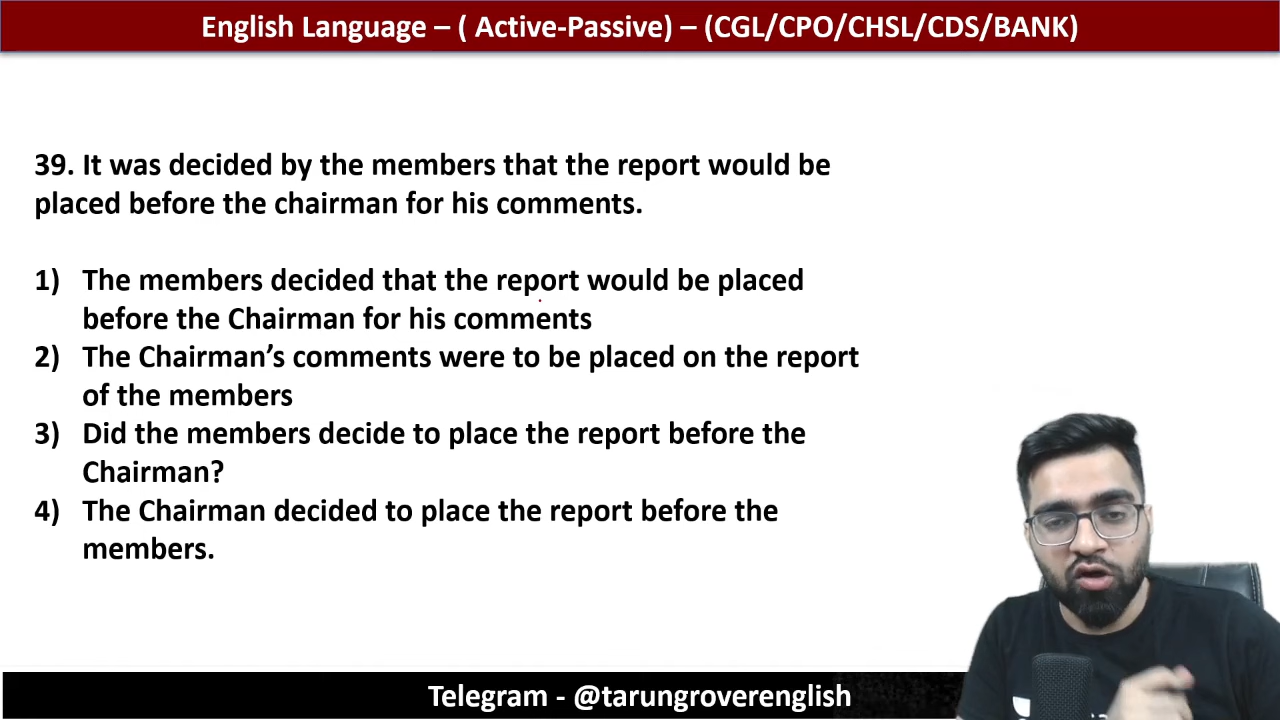 English Language – ( Active-Passive) – (CGL/CPO/CHSL/CDS/BANK)
39. It was decided by the members that the report would be
placed before the chairman for his comments.
1) The members decided that the report would be placed
before the Chairman for his comments
2) The Chairman’s comments were to be placed on the report
of the members
3) Did the members decide to place the report before the
Chairman?
4) The Chairman decided to place the report before the
members.
Telegram - @tarungroverenglish